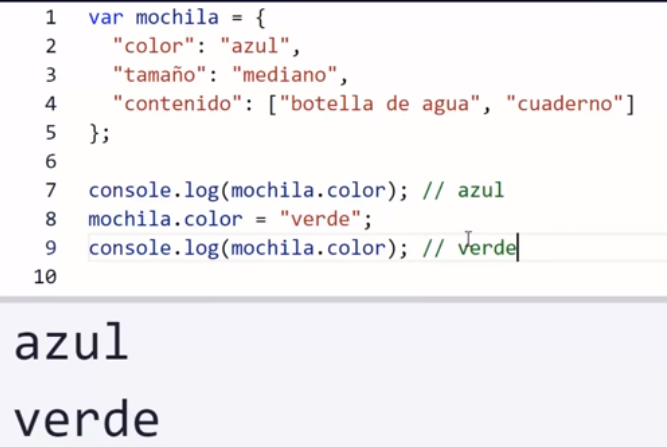 1 var mochila = {
2   "color": "azul",
3   "tamaño": "mediano",
4   "contenido": ["botella de agua", "cuaderno"]
5 };
6
7 console.log(mochila.color); // azul
8 mochila.color = "verde";
9 console.log(mochila.color); // verde
10
azul
verde